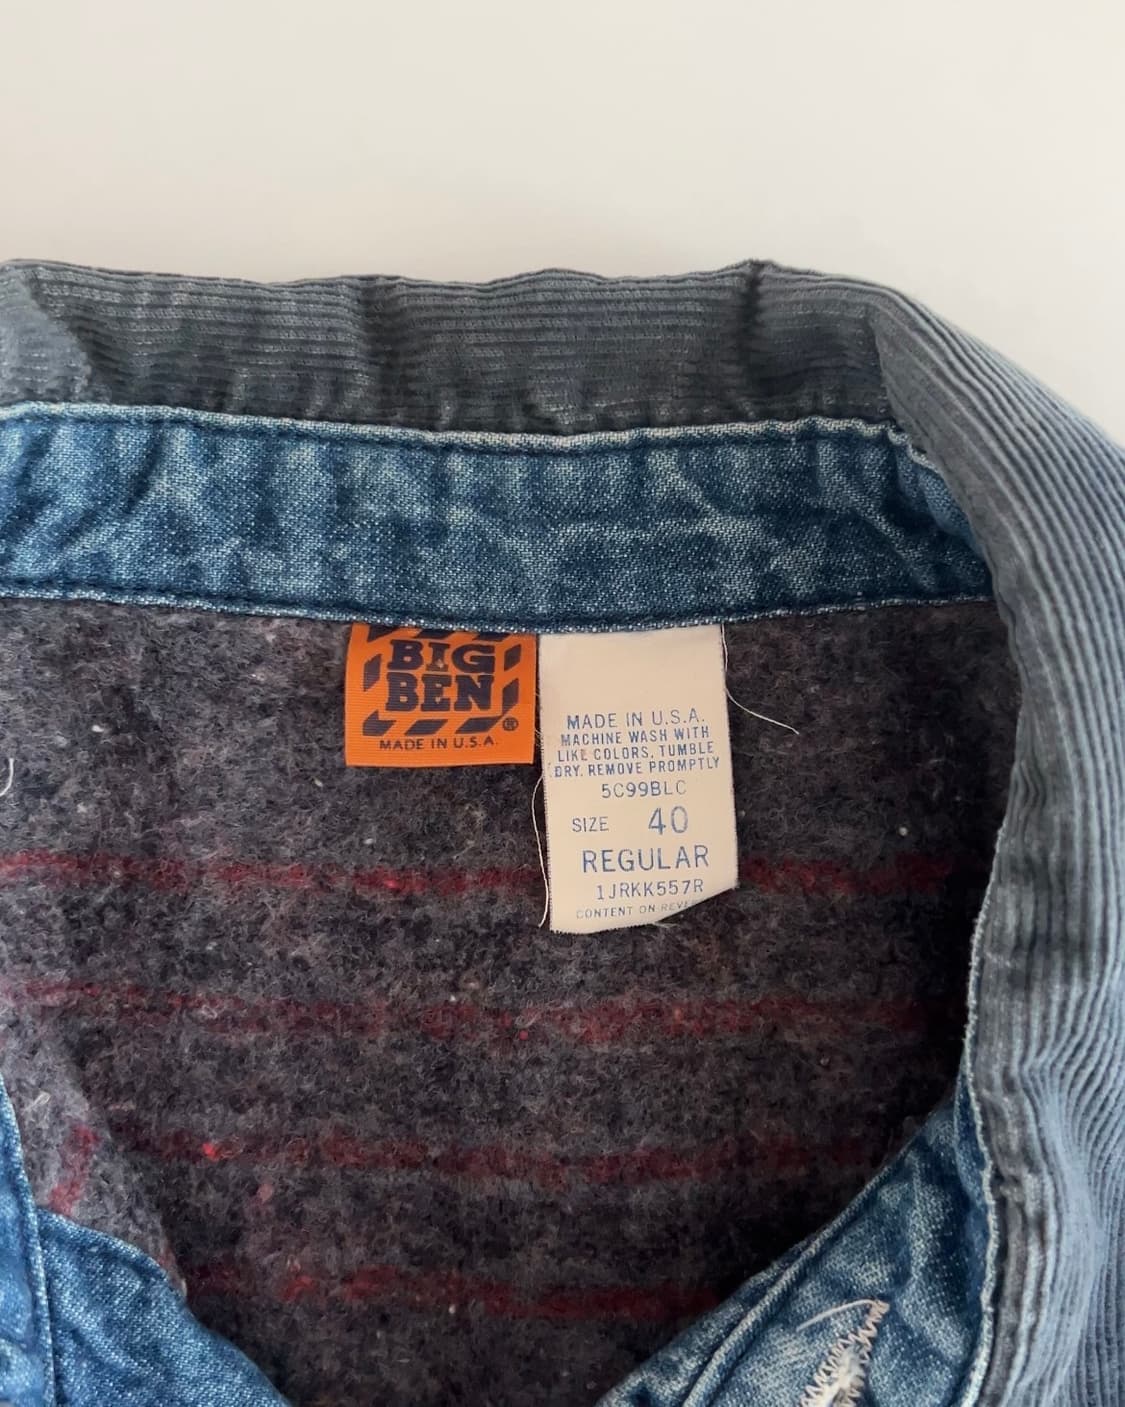 BIG
BEN®
MADE IN U.S.A.
MADE IN U.S.A.
MACHINE WASH WITH
LIKE COLORS, TUMBLE
DRY. REMOVE PROMPTLY
5C99BLC
SIZE 40
REGULAR
1JRKK557R
CONTENT ON